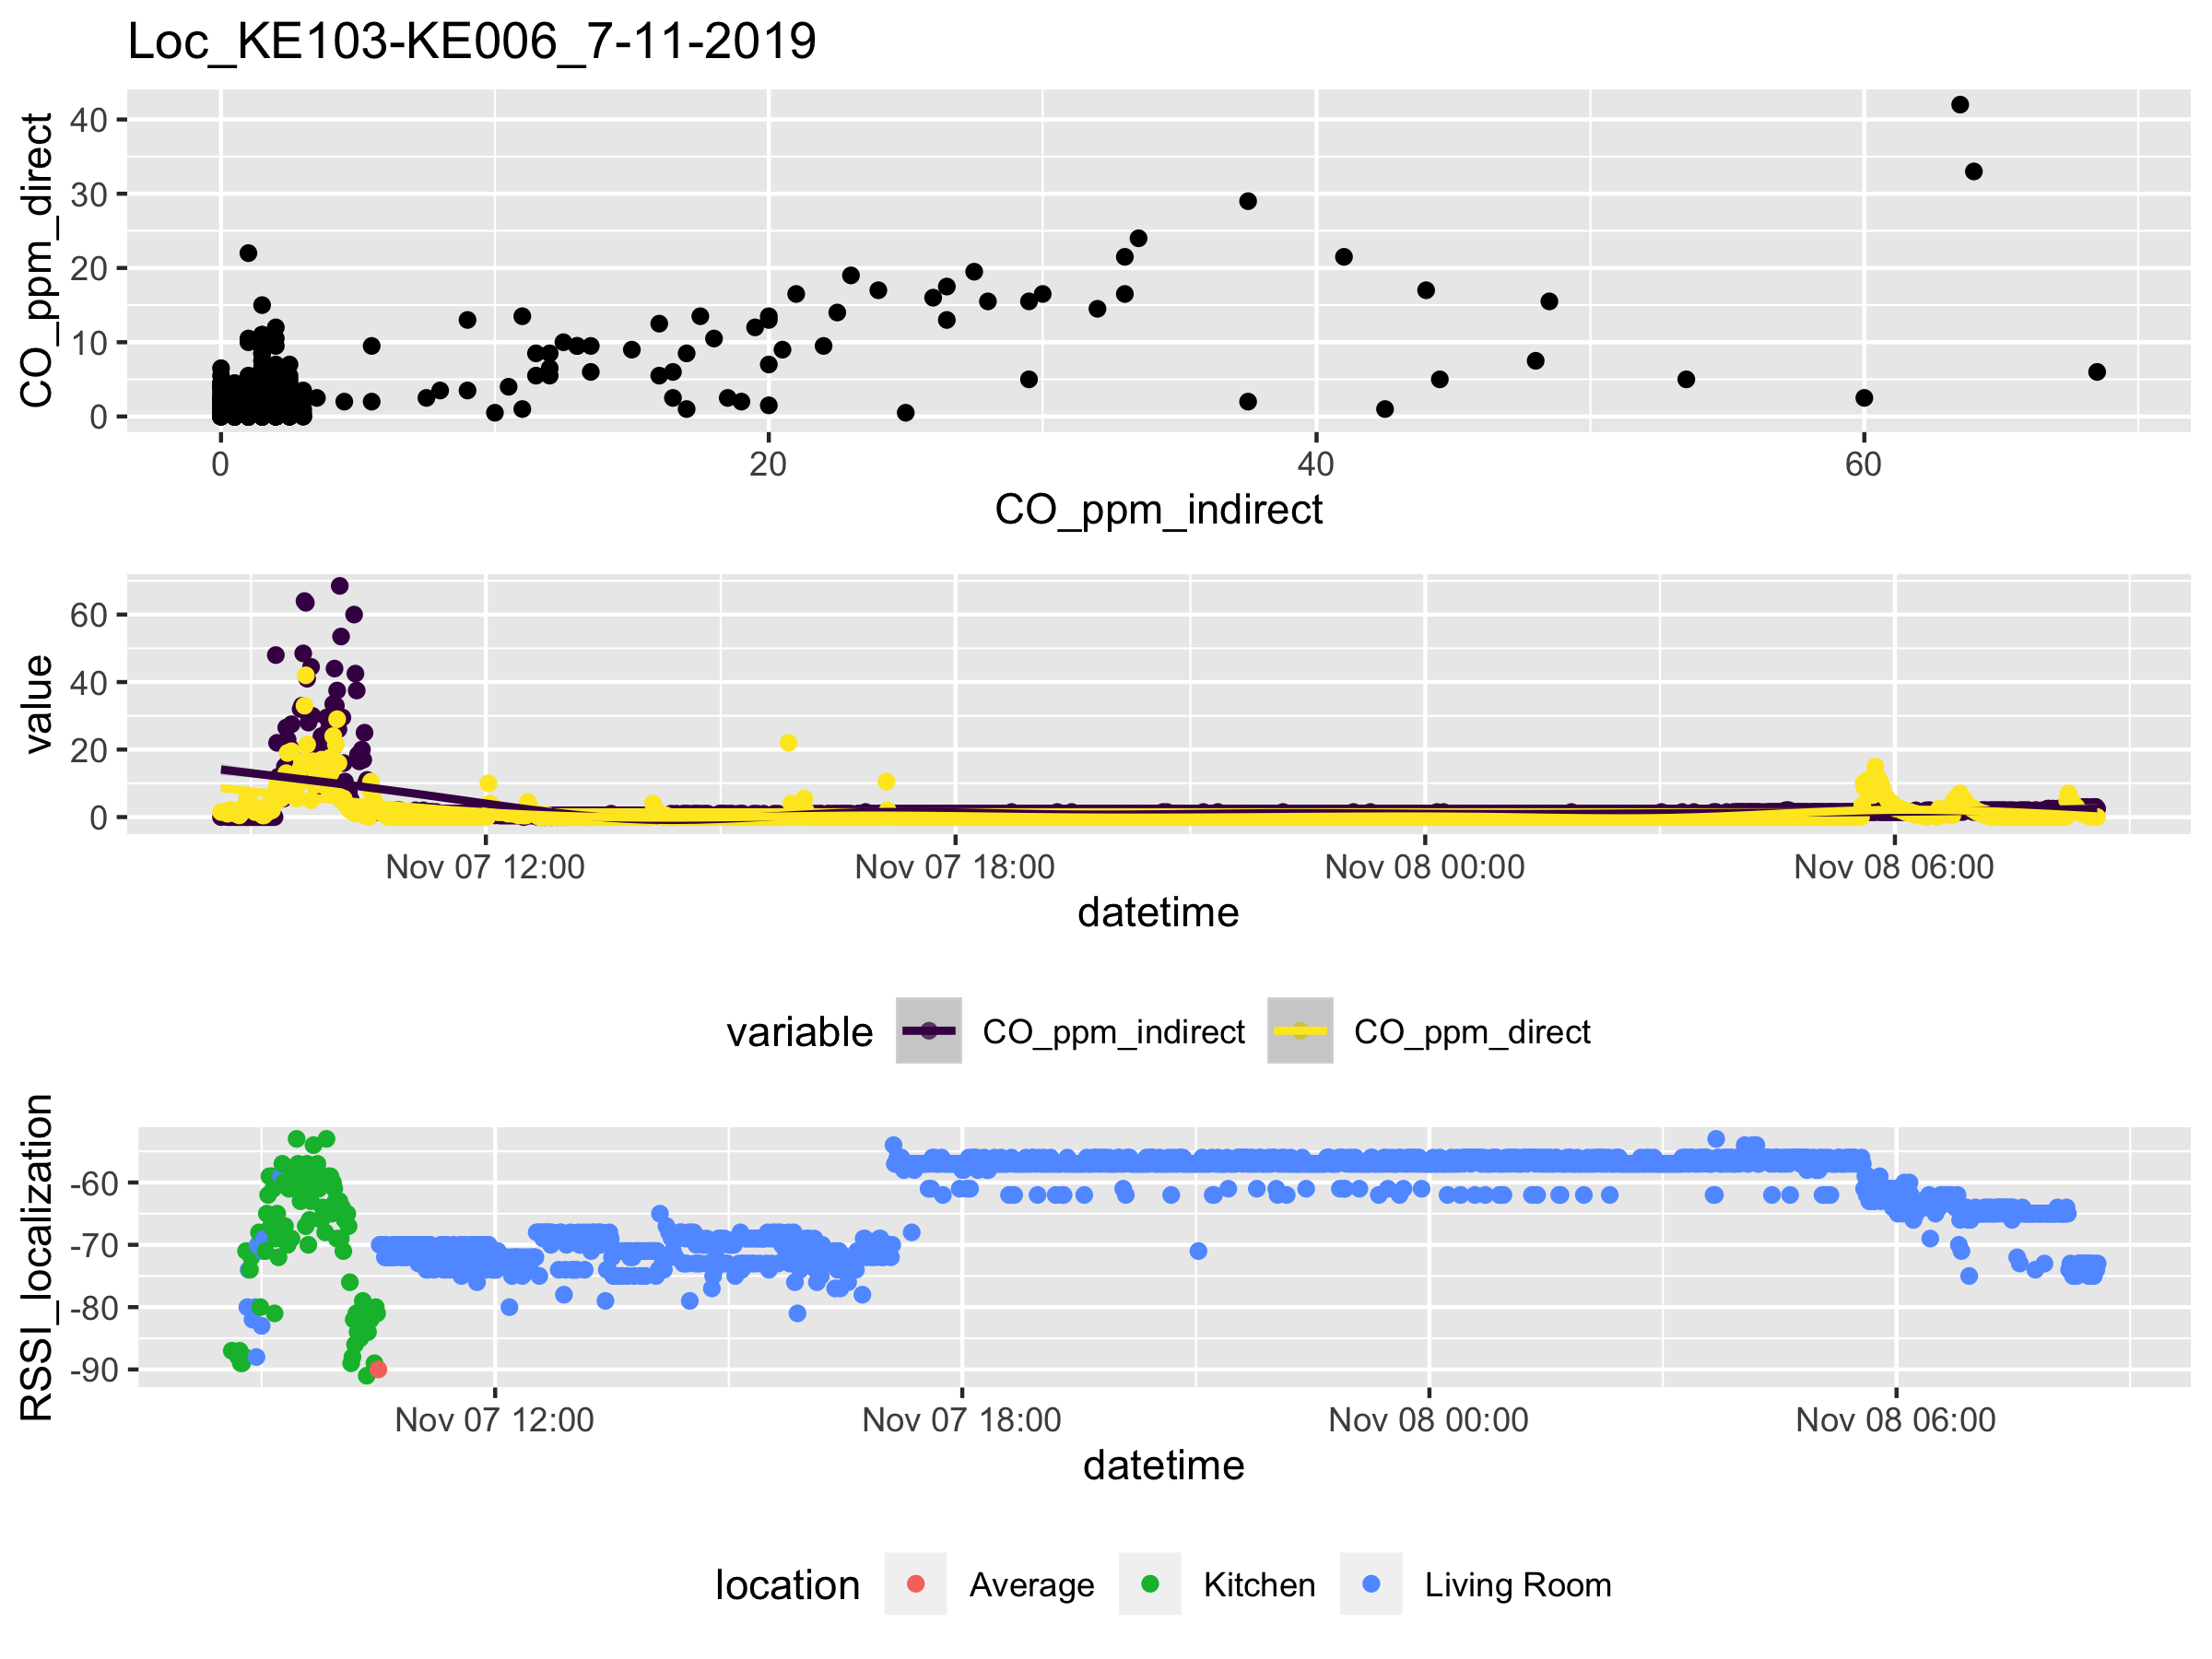 Loc_KE103-KE006_7-11-2019
CO_ppm_direct
40
30
20
10
0
0 20 40 60
CO_ppm_indirect
value
60
40
20
0
Nov 07 12:00 Nov 07 18:00 Nov 08 00:00 Nov 08 06:00
datetime
variable CO_ppm_indirect CO_ppm_direct
RSSI_localization
-60
-70
-80
-90
Nov 07 12:00 Nov 07 18:00 Nov 08 00:00 Nov 08 06:00
datetime
location Average Kitchen Living Room